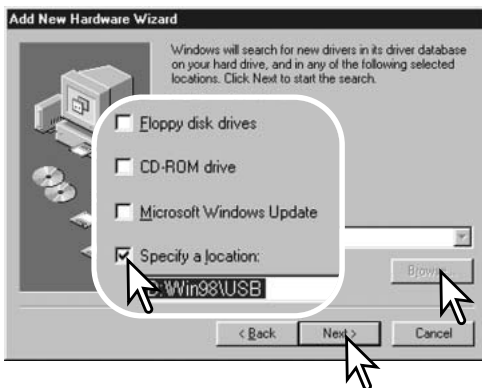 Add New Hardware Wizard
Windows will search for new drivers in its driver database
on your hard drive, and in any of the following selected
locations. Click Next to start the search.
Floppy disk drives
CD-ROM drive
Microsoft Windows Update
Specify a location:
:\Win98\USB
< Back Next > Cancel